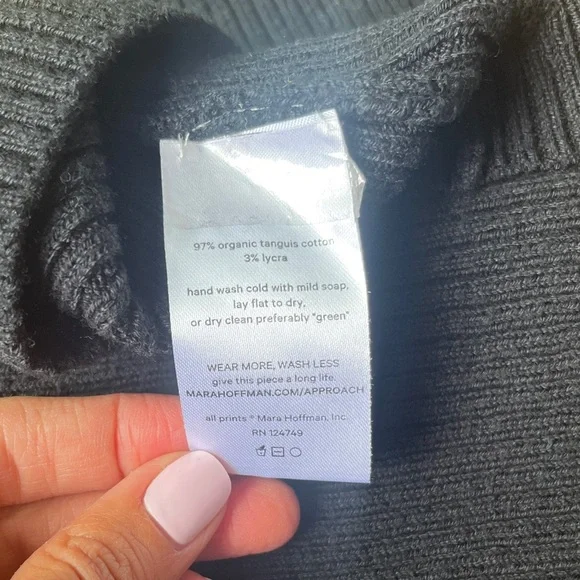 97% organic tanguis cotton
3% lycra
hand wash cold with mild soap,
lay flat to dry,
or dry clean preferably "green"
WEAR MORE, WASH LESS
give this piece a long life.
MARAHOFFMAN.COM/APPROACH
all prints ® Mara Hoffman, Inc.
RN 124749